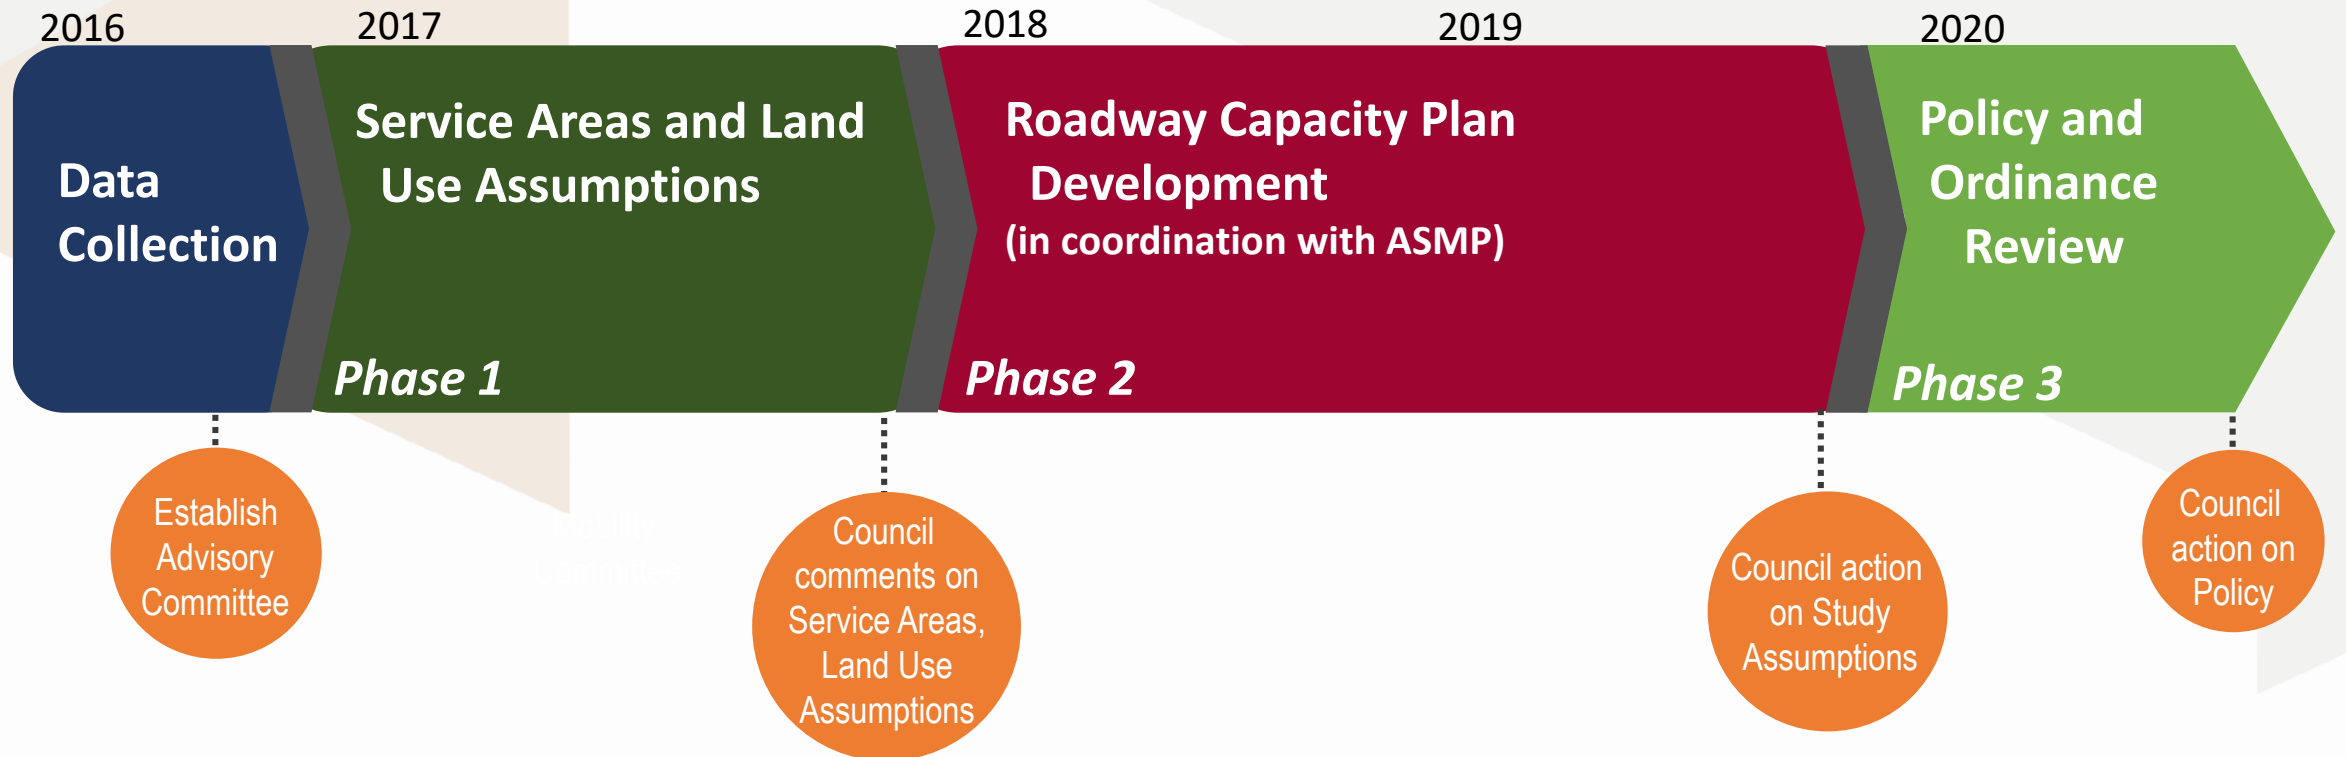 2016
2017
2018
2019
2020
Data
Collection
Service Areas and Land
Use Assumptions
Phase 1
Roadway Capacity Plan
Development
(in coordination with ASMP)
Phase 2
Policy and
Ordinance
Review
Phase 3
Establish
Advisory
Committee
Council
comments on
Service Areas,
Land Use
Assumptions
Council action
on Study
Assumptions
Council
action on
Policy